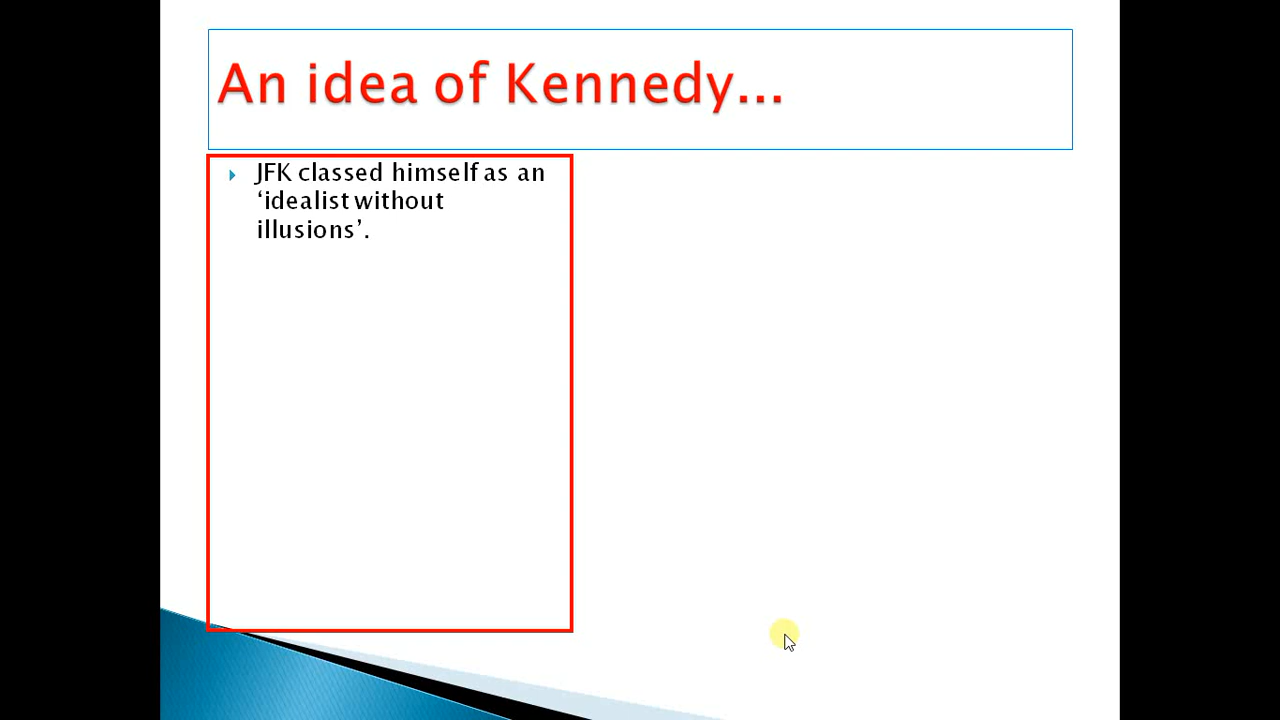 An idea of Kennedy...
JFK classed himself as an
‘idealist without
illusions’.